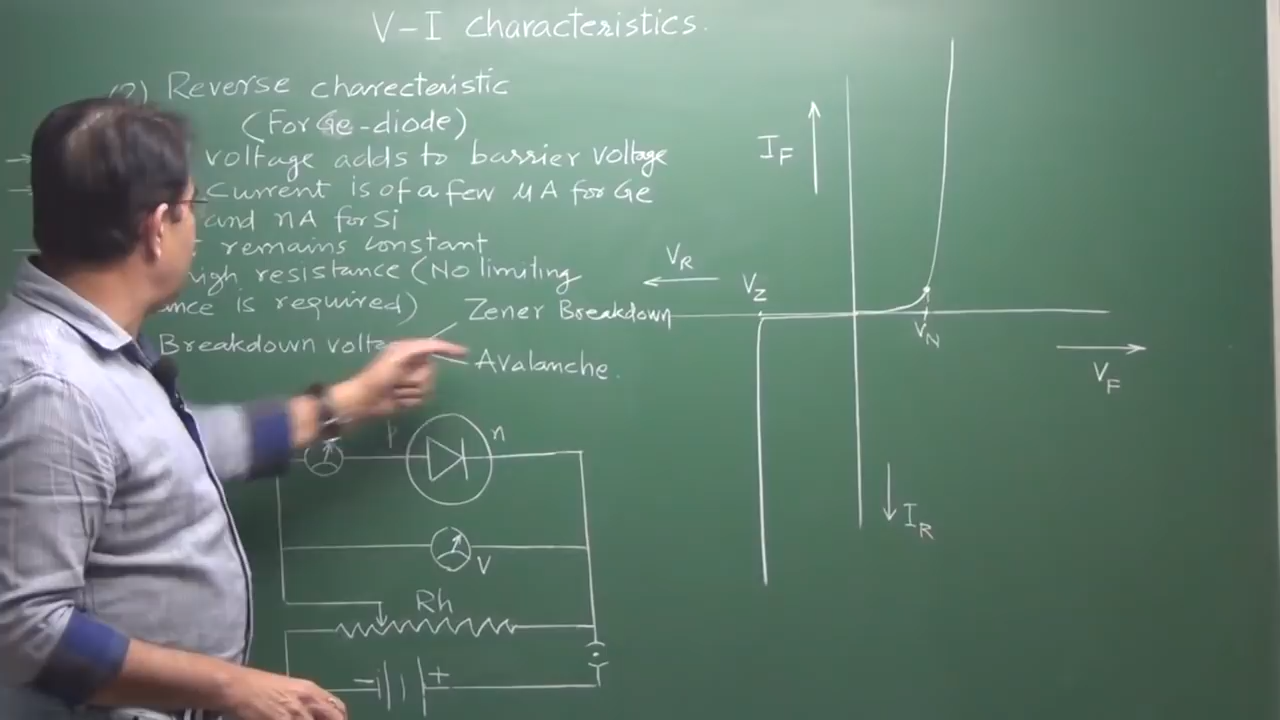 V-I characteristics.
(2) Reverse charecteristic
(For Ge-diode)
→ voltage adds to barrier voltage
→ Current is of a few μA for Ge
and nA for Si
remains constant
high resistance (No limiting
is required)
Zener Breakdown
Breakdown
Avalanche.
p
n
V
Rh
- +
I_F
V_R
V_Z
V_N
V_F
I_R